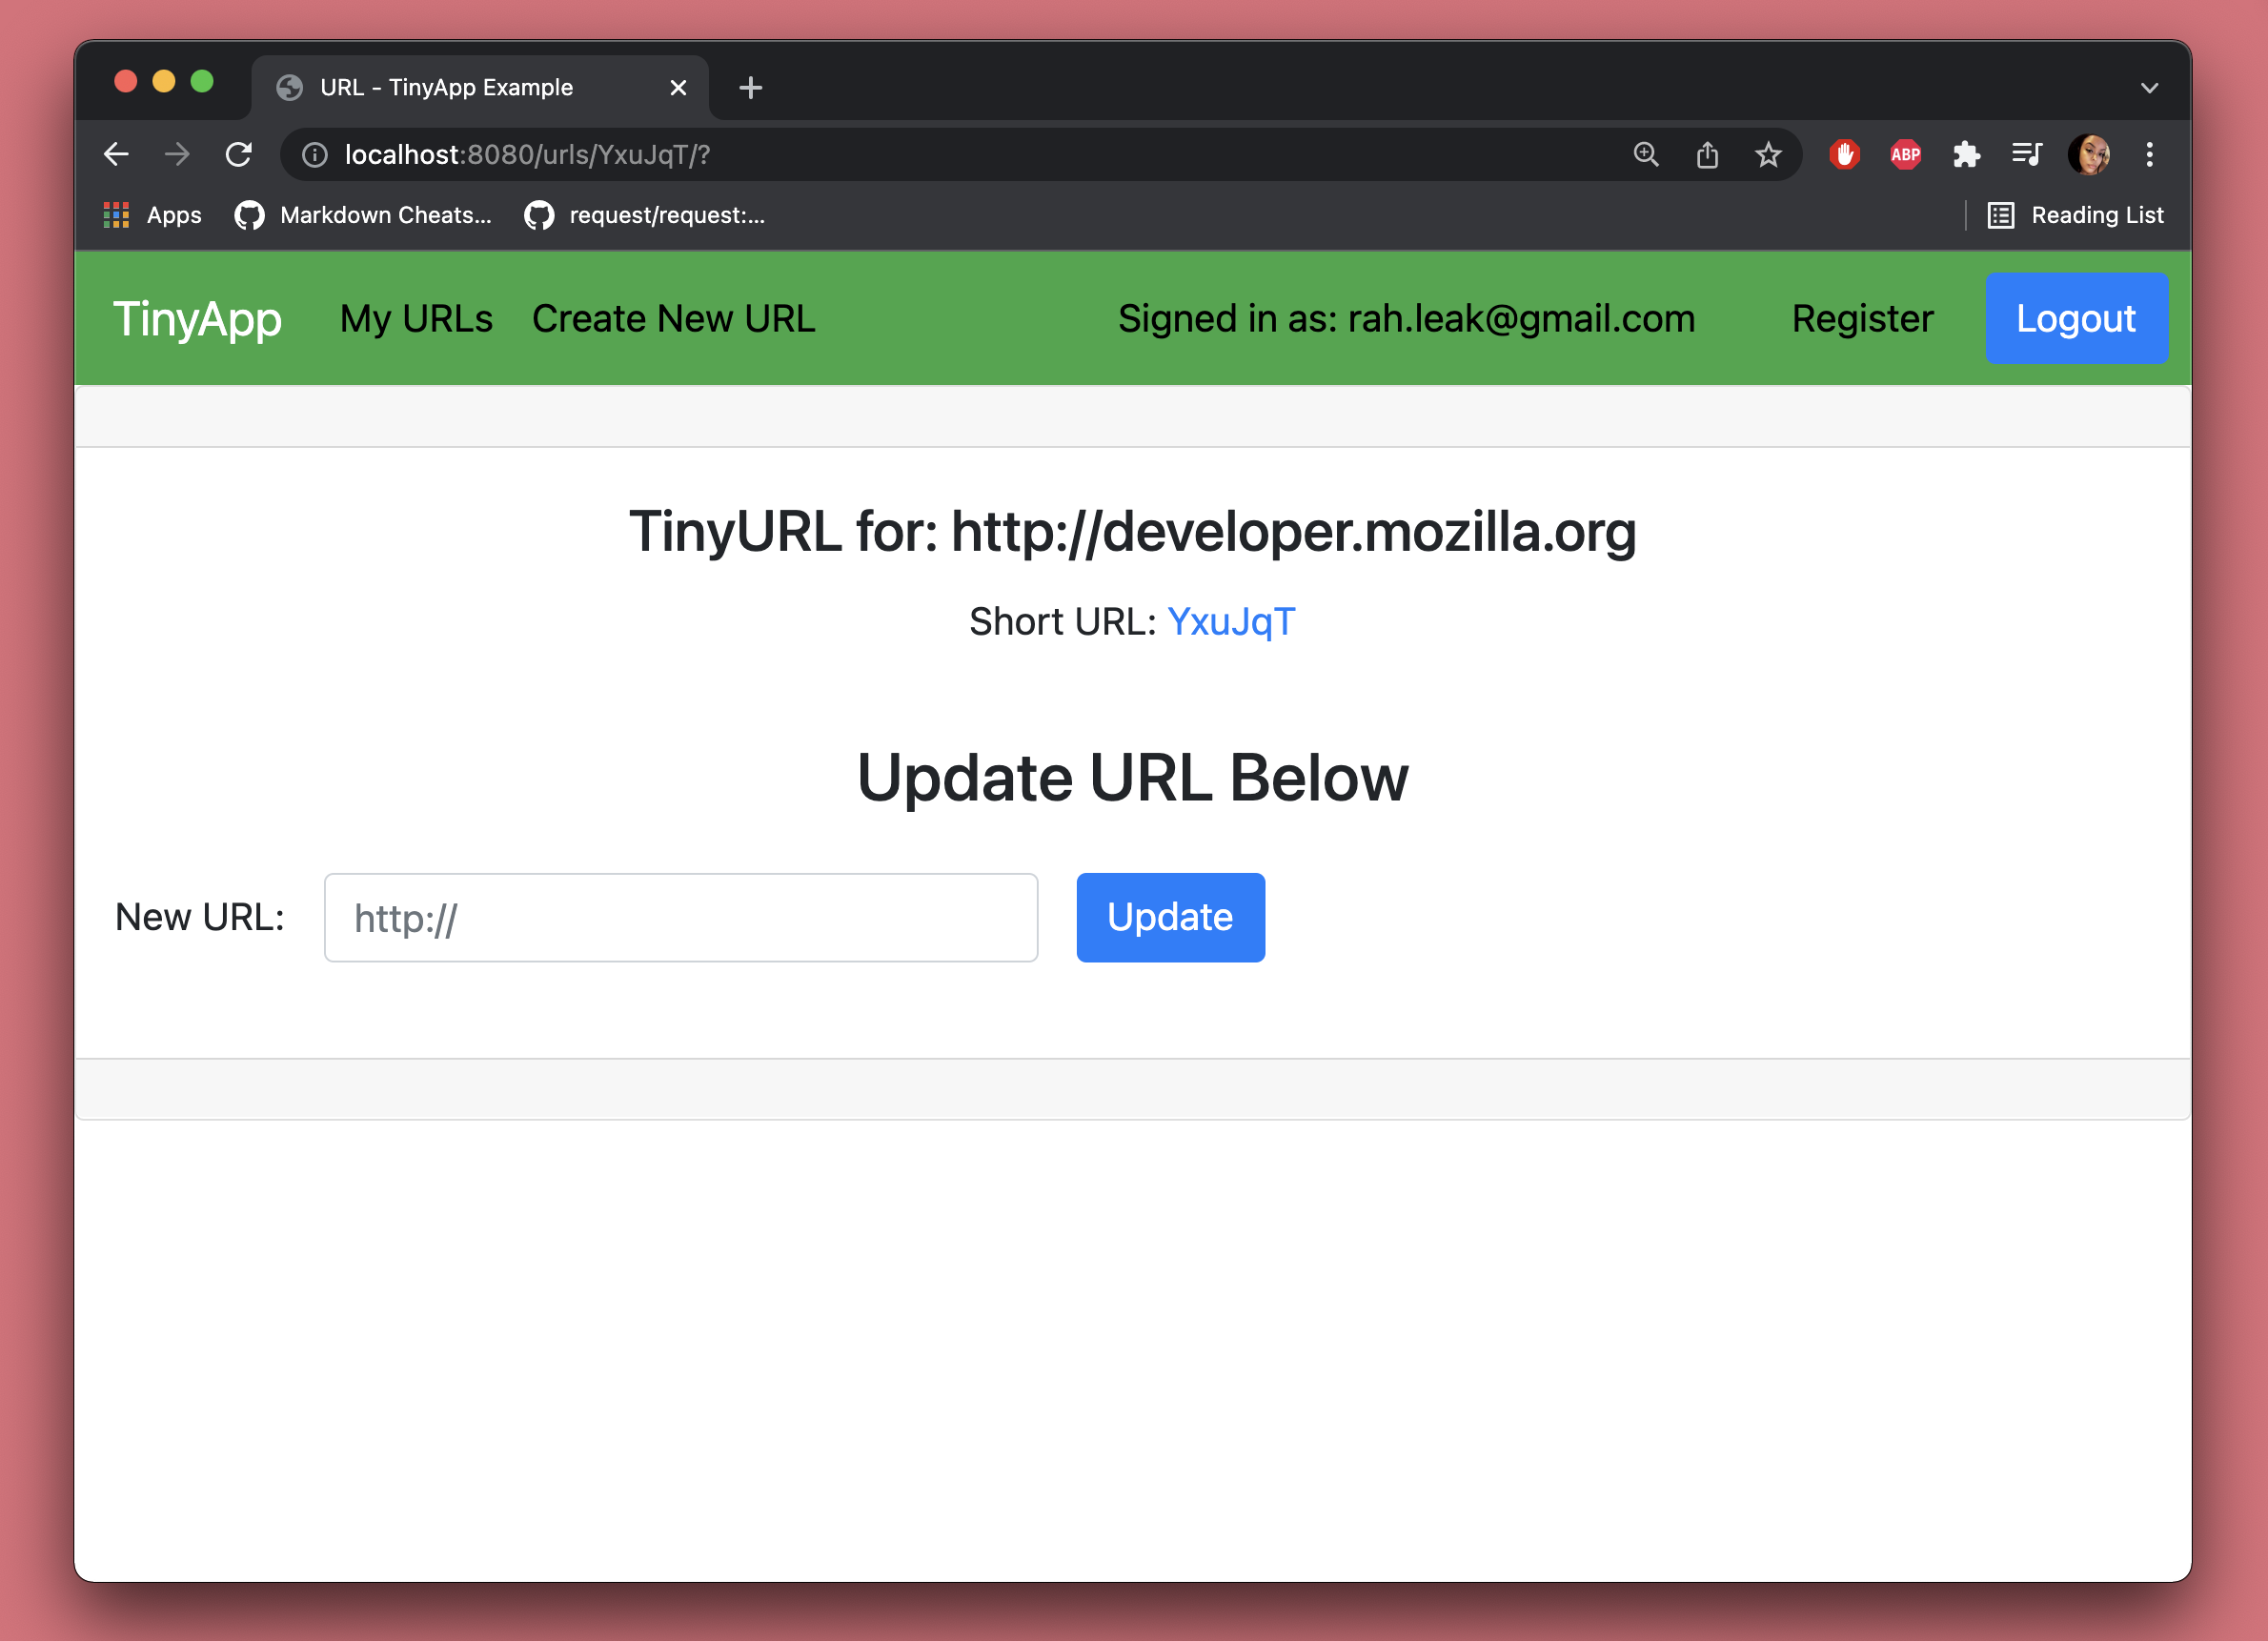 URL - TinyApp Example
localhost:8080/urls/YxuJqT/?
ABP
Apps Markdown Cheats... request/request:... Reading List
TinyApp My URLs Create New URL Signed in as: rah.leak@gmail.com Register Logout
TinyURL for: http://developer.mozilla.org
Short URL: YxuJqT
Update URL Below
New URL: http:// Update